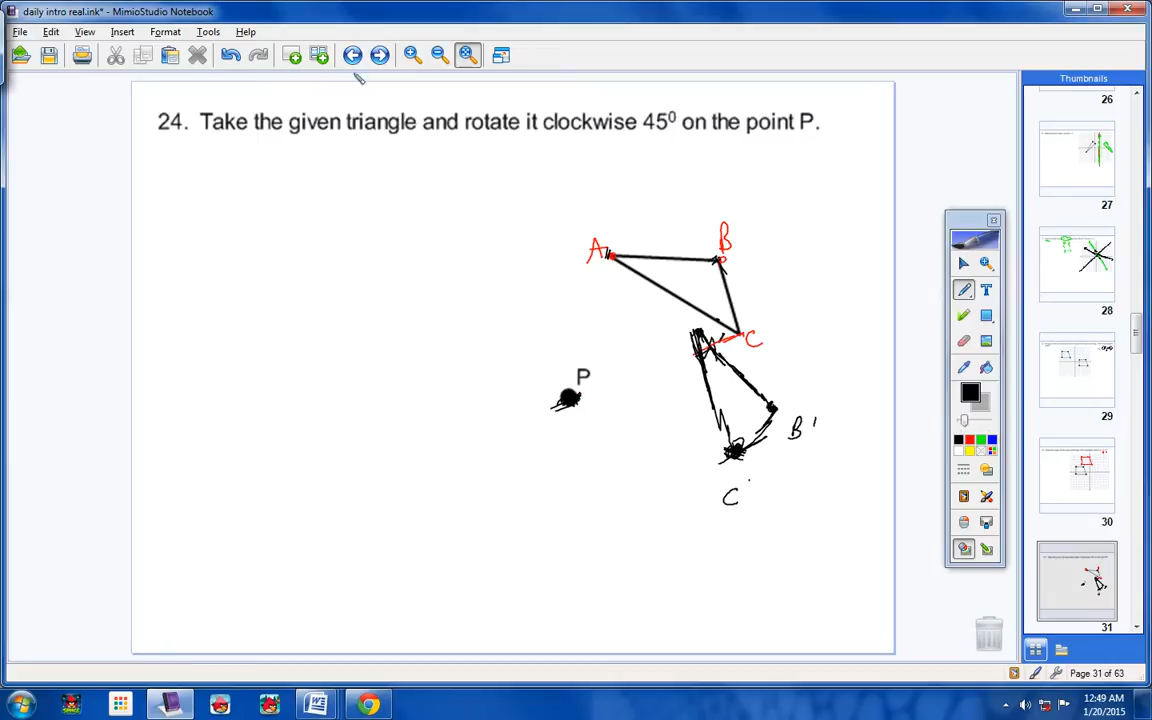 daily intro real.ink* - MimioStudio Notebook
File Edit View Insert Format Tools Help
Thumbnails
26
24. Take the given triangle and rotate it clockwise 45⁰ on the point P.
27
A
B
28
C
A'
P
29
B'
C'
30
31
Page 31 of 63
12:49 AM
1/20/2015